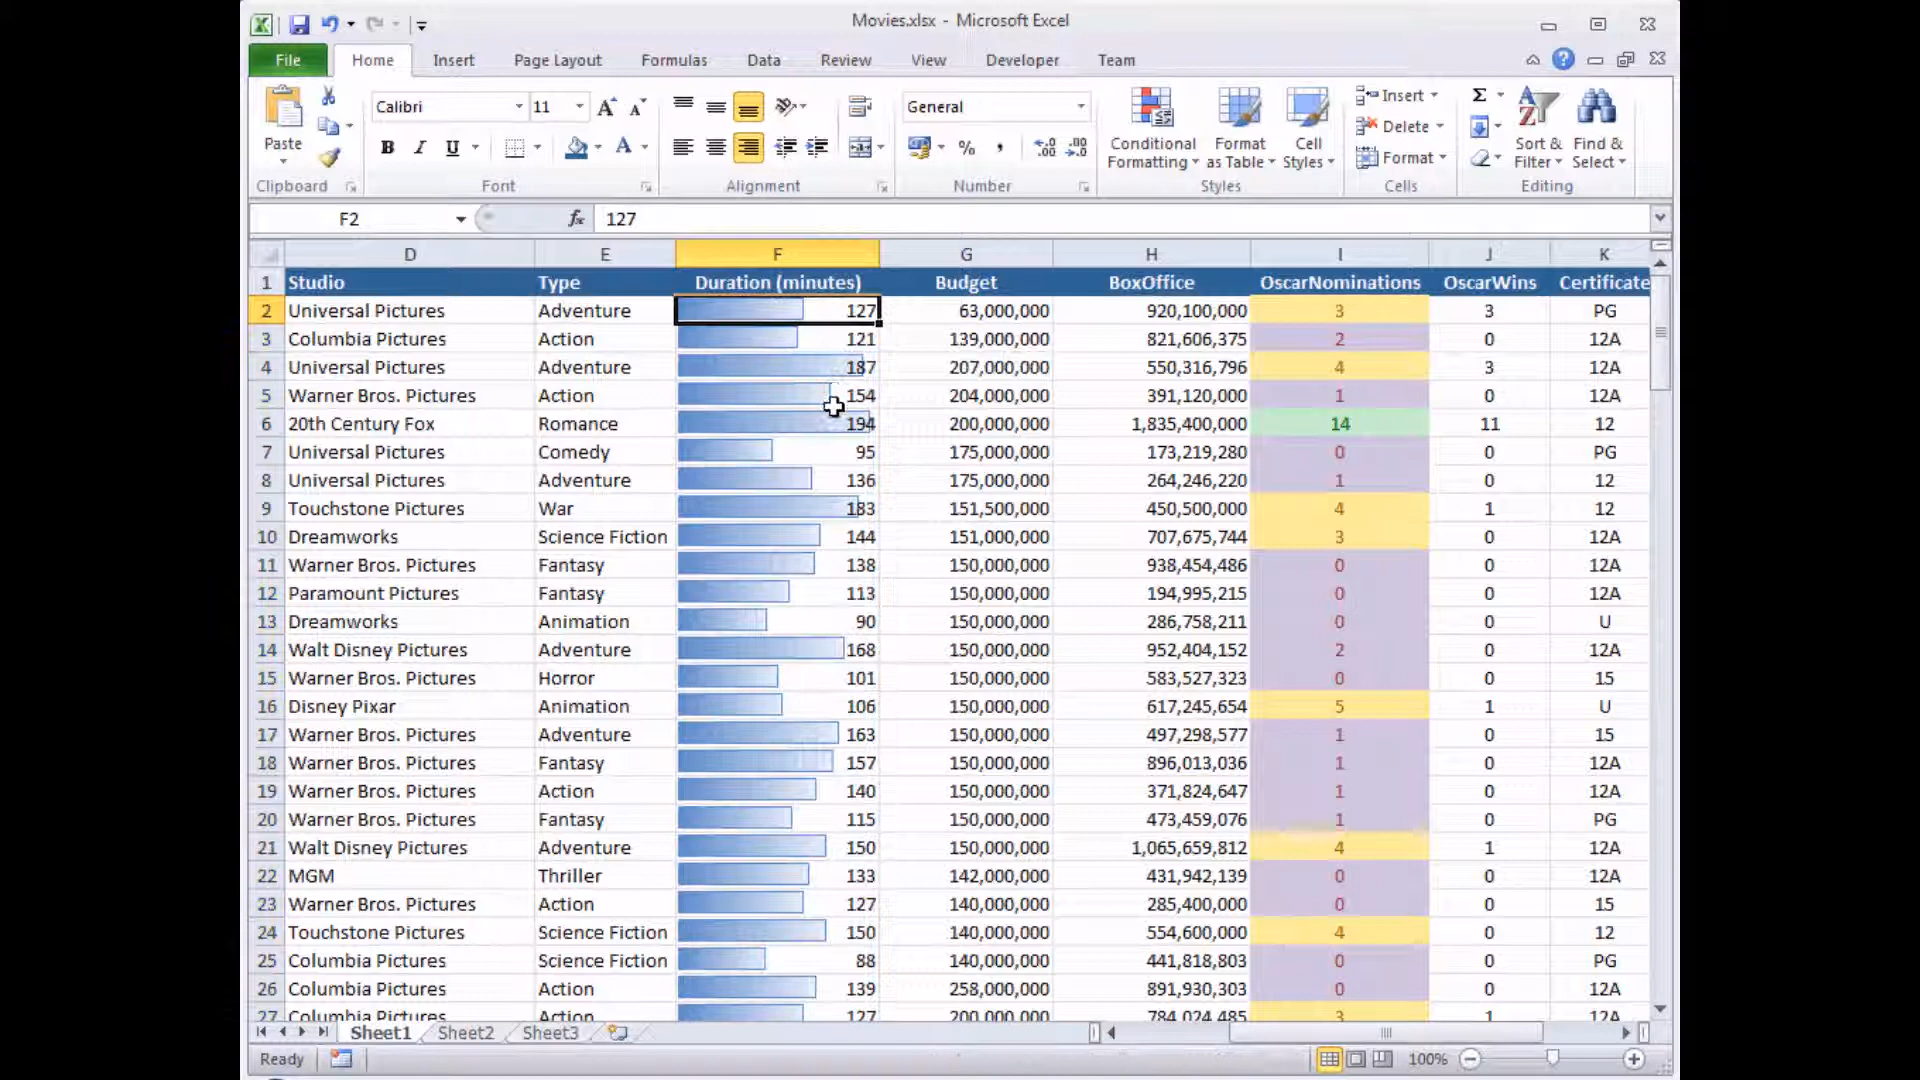 Movies.xlsx - Microsoft Excel
File Home Insert Page Layout Formulas Data Review View Developer Team
Paste
Calibri 11
B I U A
General
% ,
Conditional Formatting
Format as Table
Cell Styles
Insert
Delete
Format
Σ
Sort & Filter
Find & Select
Clipboard Font Alignment Number Styles Cells Editing
F2 fx 127
D E F G H I J K
1 Studio Type Duration (minutes) Budget BoxOffice OscarNominations OscarWins Certificate
2 Universal Pictures Adventure 127 63,000,000 920,100,000 3 3 PG
3 Columbia Pictures Action 121 139,000,000 821,606,375 2 0 12A
4 Universal Pictures Adventure 187 207,000,000 550,316,796 4 3 12A
5 Warner Bros. Pictures Action 154 204,000,000 391,120,000 1 0 12A
6 20th Century Fox Romance 194 200,000,000 1,835,400,000 14 11 12
7 Universal Pictures Comedy 95 175,000,000 173,219,280 0 0 PG
8 Universal Pictures Adventure 136 175,000,000 264,246,220 1 0 12
9 Touchstone Pictures War 183 151,500,000 450,500,000 4 1 12
10 Dreamworks Science Fiction 144 151,000,000 707,675,744 3 0 12A
11 Warner Bros. Pictures Fantasy 138 150,000,000 938,454,486 0 0 12A
12 Paramount Pictures Fantasy 113 150,000,000 194,995,215 0 0 12A
13 Dreamworks Animation 90 150,000,000 286,758,211 0 0 U
14 Walt Disney Pictures Adventure 168 150,000,000 952,404,152 2 0 12A
15 Warner Bros. Pictures Horror 101 150,000,000 583,527,323 0 0 15
16 Disney Pixar Animation 106 150,000,000 617,245,654 5 1 U
17 Warner Bros. Pictures Adventure 163 150,000,000 497,298,577 1 0 15
18 Warner Bros. Pictures Fantasy 157 150,000,000 896,013,036 1 0 12A
19 Warner Bros. Pictures Action 140 150,000,000 371,824,647 1 0 12A
20 Warner Bros. Pictures Fantasy 115 150,000,000 473,459,076 1 0 PG
21 Walt Disney Pictures Adventure 150 150,000,000 1,065,659,812 4 1 12A
22 MGM Thriller 133 142,000,000 431,942,139 0 0 12A
23 Warner Bros. Pictures Action 127 140,000,000 285,400,000 0 0 15
24 Touchstone Pictures Science Fiction 150 140,000,000 554,600,000 4 0 12
25 Columbia Pictures Science Fiction 88 140,000,000 441,818,803 0 0 PG
26 Columbia Pictures Action 139 258,000,000 891,930,303 0 0 12A
27 Columbia Pictures Action 127 200,000,000 784,024,485 3 1 12A
Sheet1 Sheet2 Sheet3
Ready 100%